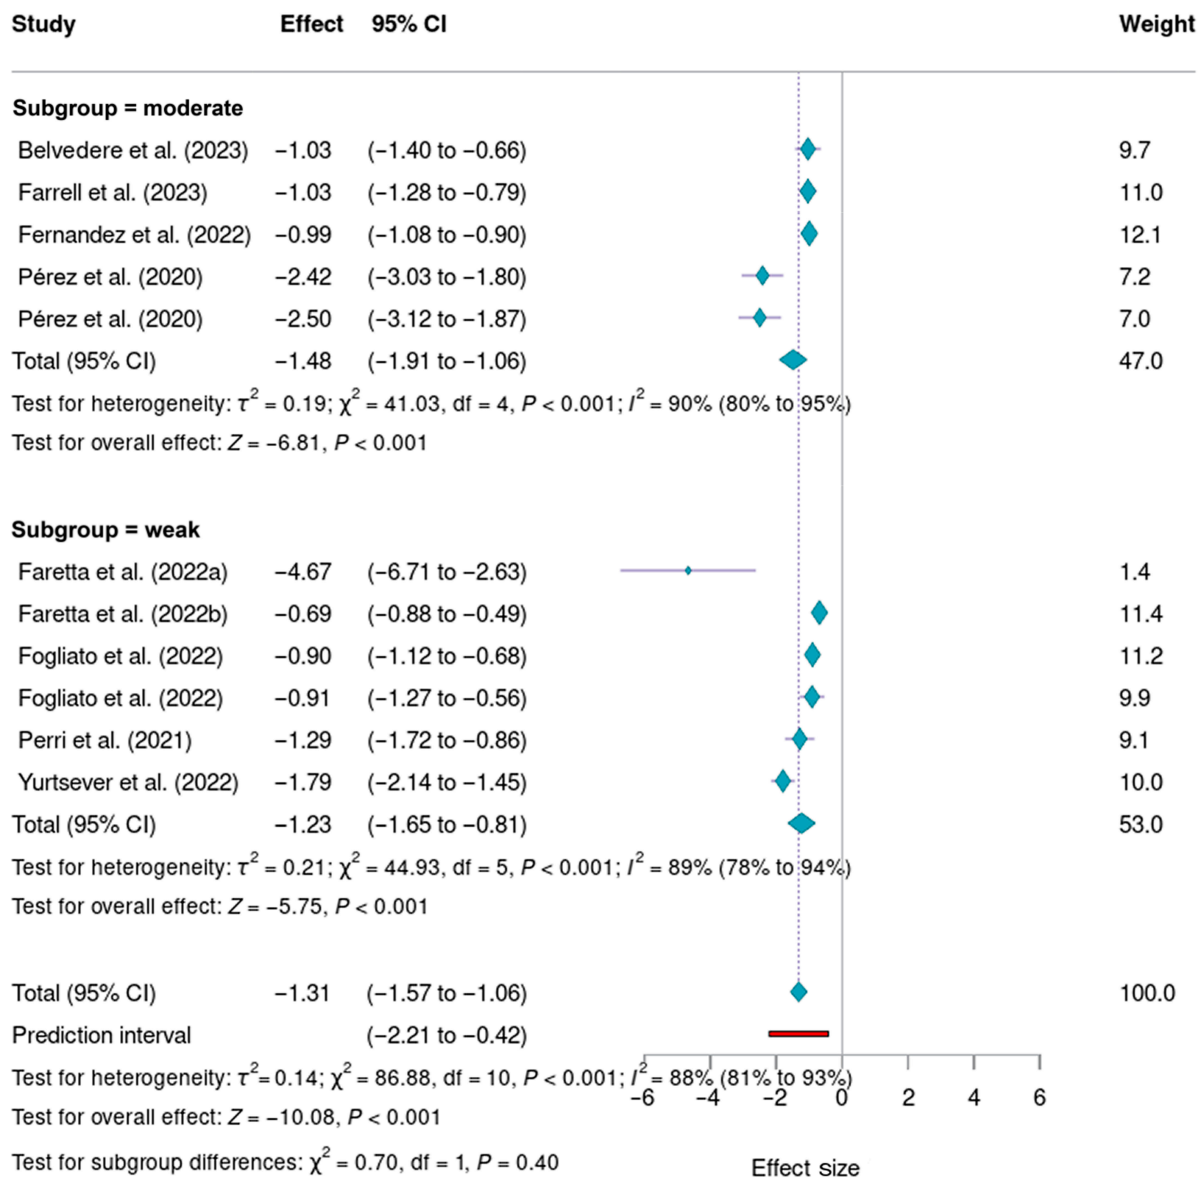 Study Effect 95% CI Weight
Subgroup = moderate
Belvedere et al. (2023) −1.03 (−1.40 to −0.66) 9.7
Farrell et al. (2023) −1.03 (−1.28 to −0.79) 11.0
Fernandez et al. (2022) −0.99 (−1.08 to −0.90) 12.1
Pérez et al. (2020) −2.42 (−3.03 to −1.80) 7.2
Pérez et al. (2020) −2.50 (−3.12 to −1.87) 7.0
Total (95% CI) −1.48 (−1.91 to −1.06) 47.0
Test for heterogeneity: τ² = 0.19; χ² = 41.03, df = 4, P < 0.001; I² = 90% (80% to 95%)
Test for overall effect: Z = −6.81, P < 0.001
Subgroup = weak
Faretta et al. (2022a) −4.67 (−6.71 to −2.63) 1.4
Faretta et al. (2022b) −0.69 (−0.88 to −0.49) 11.4
Fogliato et al. (2022) −0.90 (−1.12 to −0.68) 11.2
Fogliato et al. (2022) −0.91 (−1.27 to −0.56) 9.9
Perri et al. (2021) −1.29 (−1.72 to −0.86) 9.1
Yurtsever et al. (2022) −1.79 (−2.14 to −1.45) 10.0
Total (95% CI) −1.23 (−1.65 to −0.81) 53.0
Test for heterogeneity: τ² = 0.21; χ² = 44.93, df = 5, P < 0.001; I² = 89% (78% to 94%)
Test for overall effect: Z = −5.75, P < 0.001
Total (95% CI) −1.31 (−1.57 to −1.06) 100.0
Prediction interval (−2.21 to −0.42)
Test for heterogeneity: τ²= 0.14; χ² = 86.88, df = 10, P < 0.001; I² = 88% (81% to 93%)
−6 −4 −2 0 2 4 6
Test for overall effect: Z = −10.08, P < 0.001
Test for subgroup differences: χ² = 0.70, df = 1, P = 0.40
Effect size